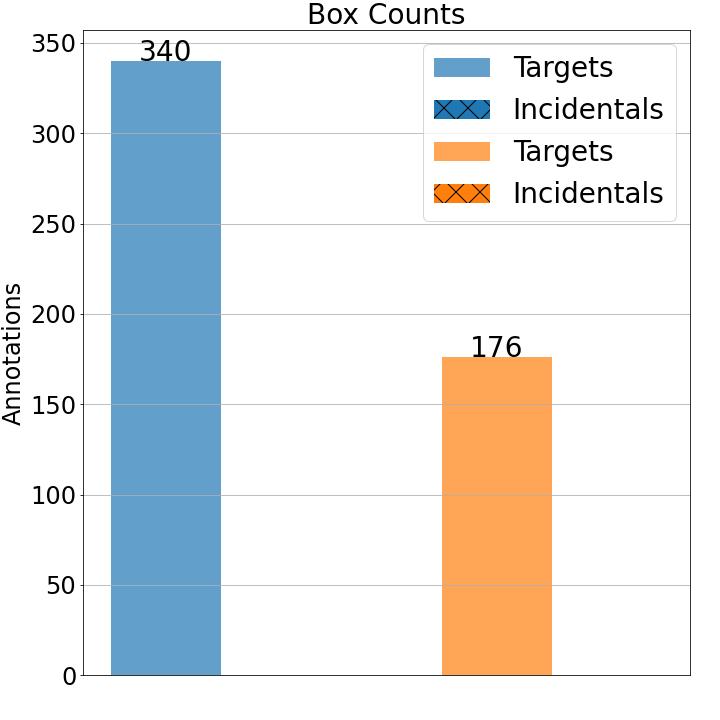 Box Counts
350
300
250
200
150
100
50
0
Annotations
340
176
Targets
Incidentals
Targets
Incidentals